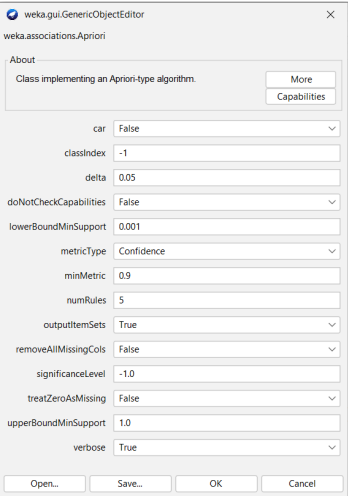 weka.gui.GenericObjectEditor
weka.associations.Apriori
About
Class implementing an Apriori-type algorithm.
More
Capabilities
car False
classIndex -1
delta 0.05
doNotCheckCapabilities False
lowerBoundMinSupport 0.001
metricType Confidence
minMetric 0.9
numRules 5
outputItemSets True
removeAllMissingCols False
significanceLevel -1.0
treatZeroAsMissing False
upperBoundMinSupport 1.0
verbose True
Open... Save... OK Cancel